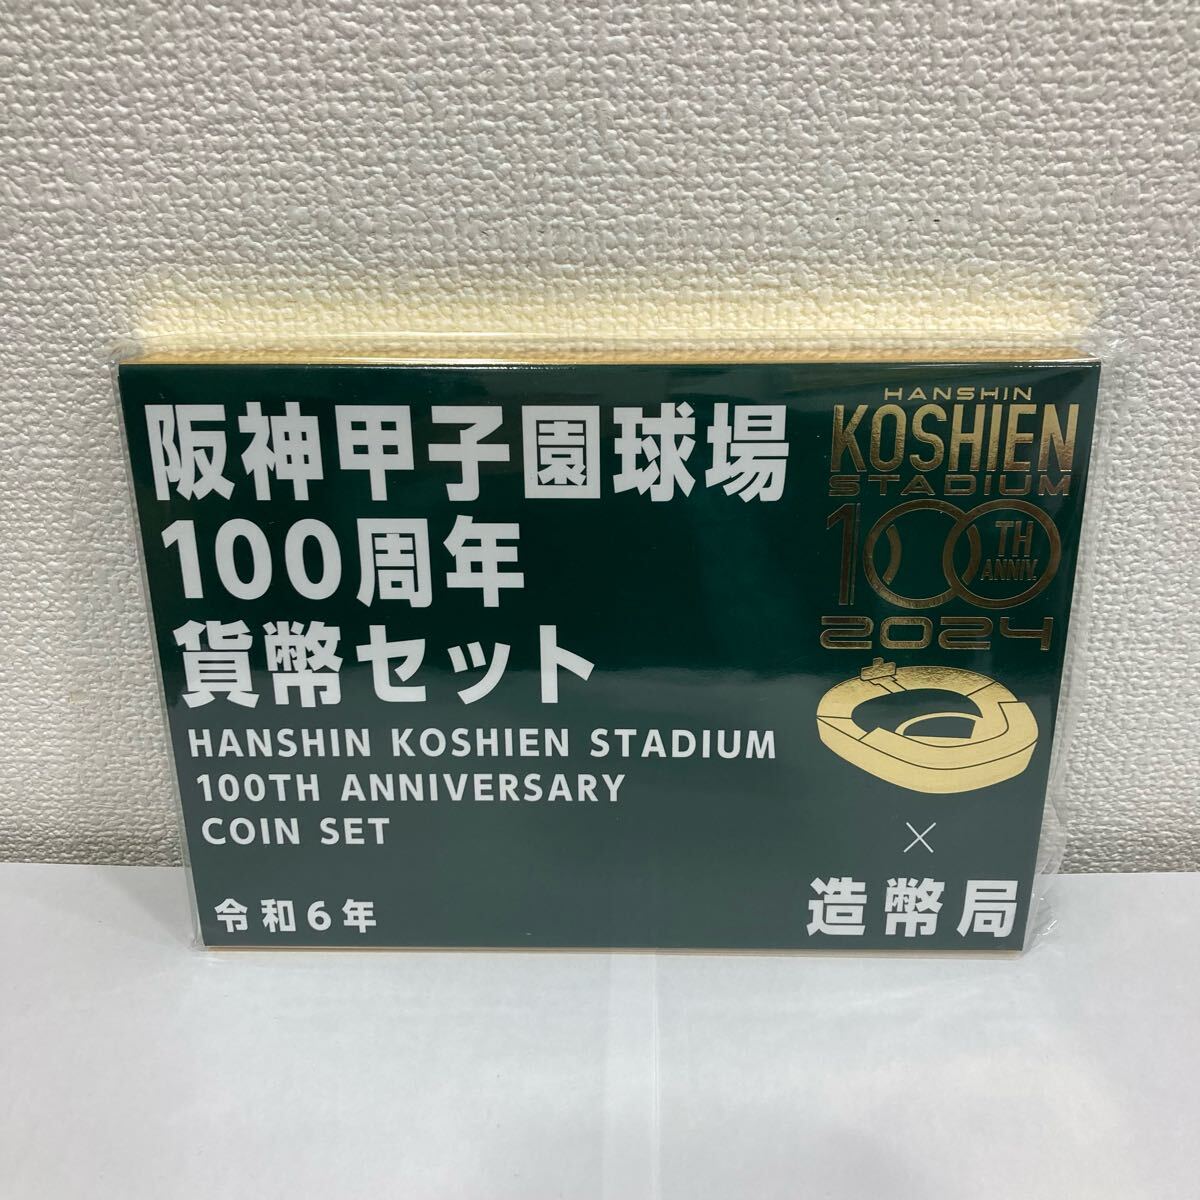 阪神甲子園球場
100周年
貨幣セット
HANSHIN KOSHIEN STADIUM
100TH ANNIVERSARY
COIN SET
令和6年
HANSHIN
KOSHIEN
STADIUM
100TH ANNIV.
2024
×
造幣局